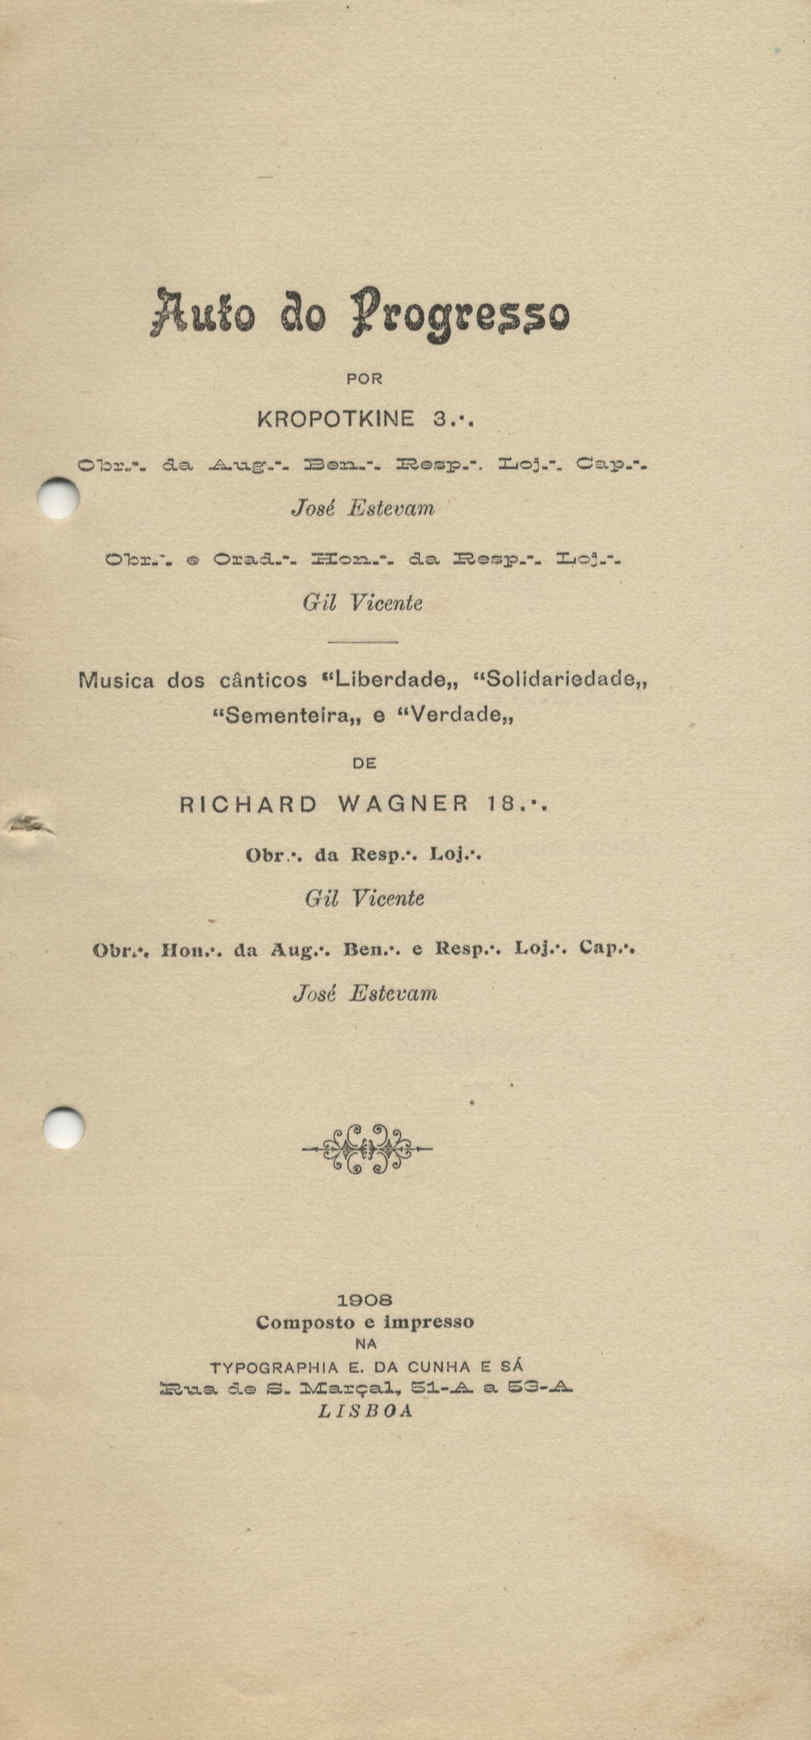 Auto do Progresso
POR
KROPOTKINE 3.·.
Obr.·. da Aug.·. Ben.·. Resp.·. Loj.·. Cap.·.
José Estevam
Obr.·. e Orad.·. Hon.·. da Resp.·. Loj.·.
Gil Vicente
Musica dos cânticos “Liberdade„ “Solidariedade„
“Sementeira„ e “Verdade„
DE
RICHARD WAGNER 18.·.
Obr.·. da Resp.·. Loj.·.
Gil Vicente
Obr.·. Hon.·. da Aug.·. Ben.·. e Resp.·. Loj.·. Cap.·.
José Estevam
1908
Composto e impresso
NA
TYPOGRAPHIA E. DA CUNHA E SÁ
Rua de S. Marçal, 51-A a 53-A
LISBOA